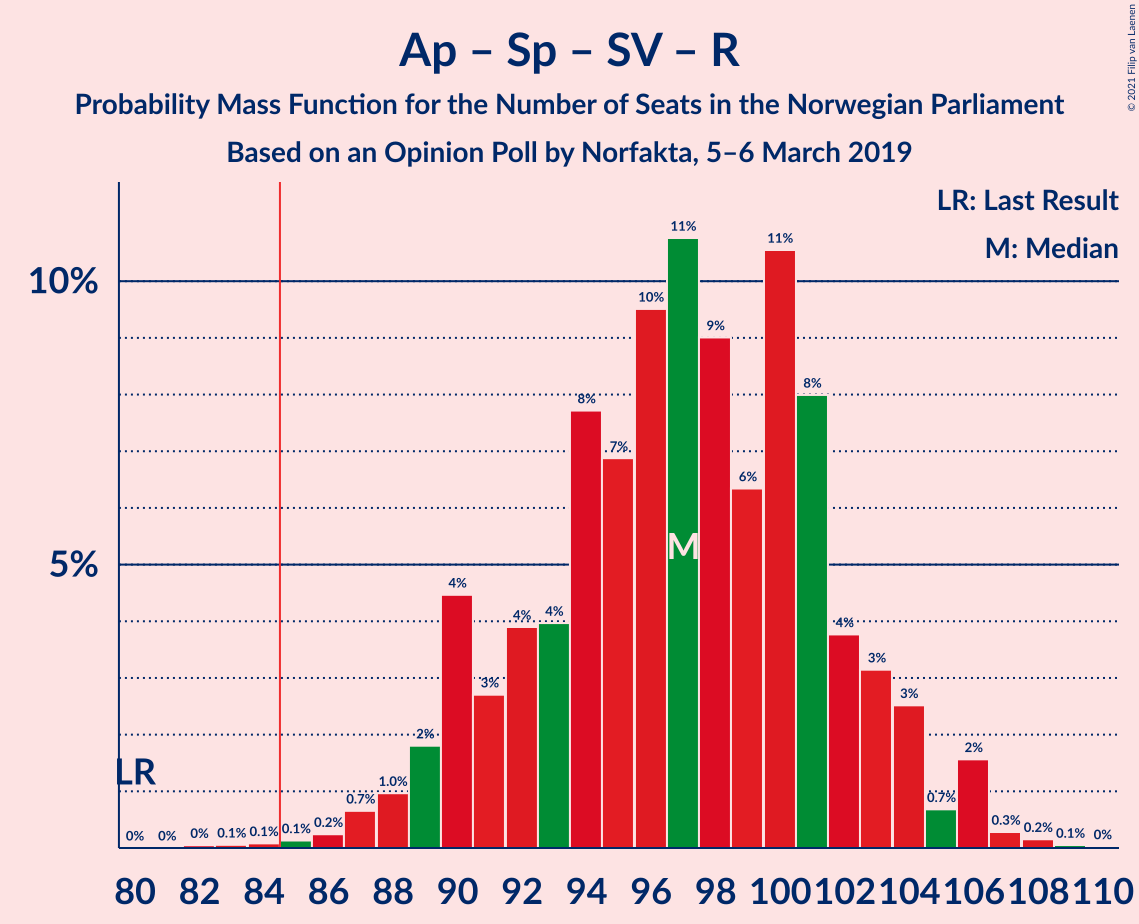 Ap – Sp – SV – R
Probability Mass Function for the Number of Seats in the Norwegian Parliament
Based on an Opinion Poll by Norfakta, 5–6 March 2019
© 2021 Filip van Laenen
LR: Last Result
M: Median
10%
5%
LR
M
0% 0% 0% 0.1% 0.1% 0.1% 0.2% 0.7% 1.0% 2% 4% 3% 4% 4% 8% 7% 10% 11% 9% 6% 11% 8% 4% 3% 3% 0.7% 2% 0.3% 0.2% 0.1% 0%
80 82 84 86 88 90 92 94 96 98 100 102 104 106 108 110